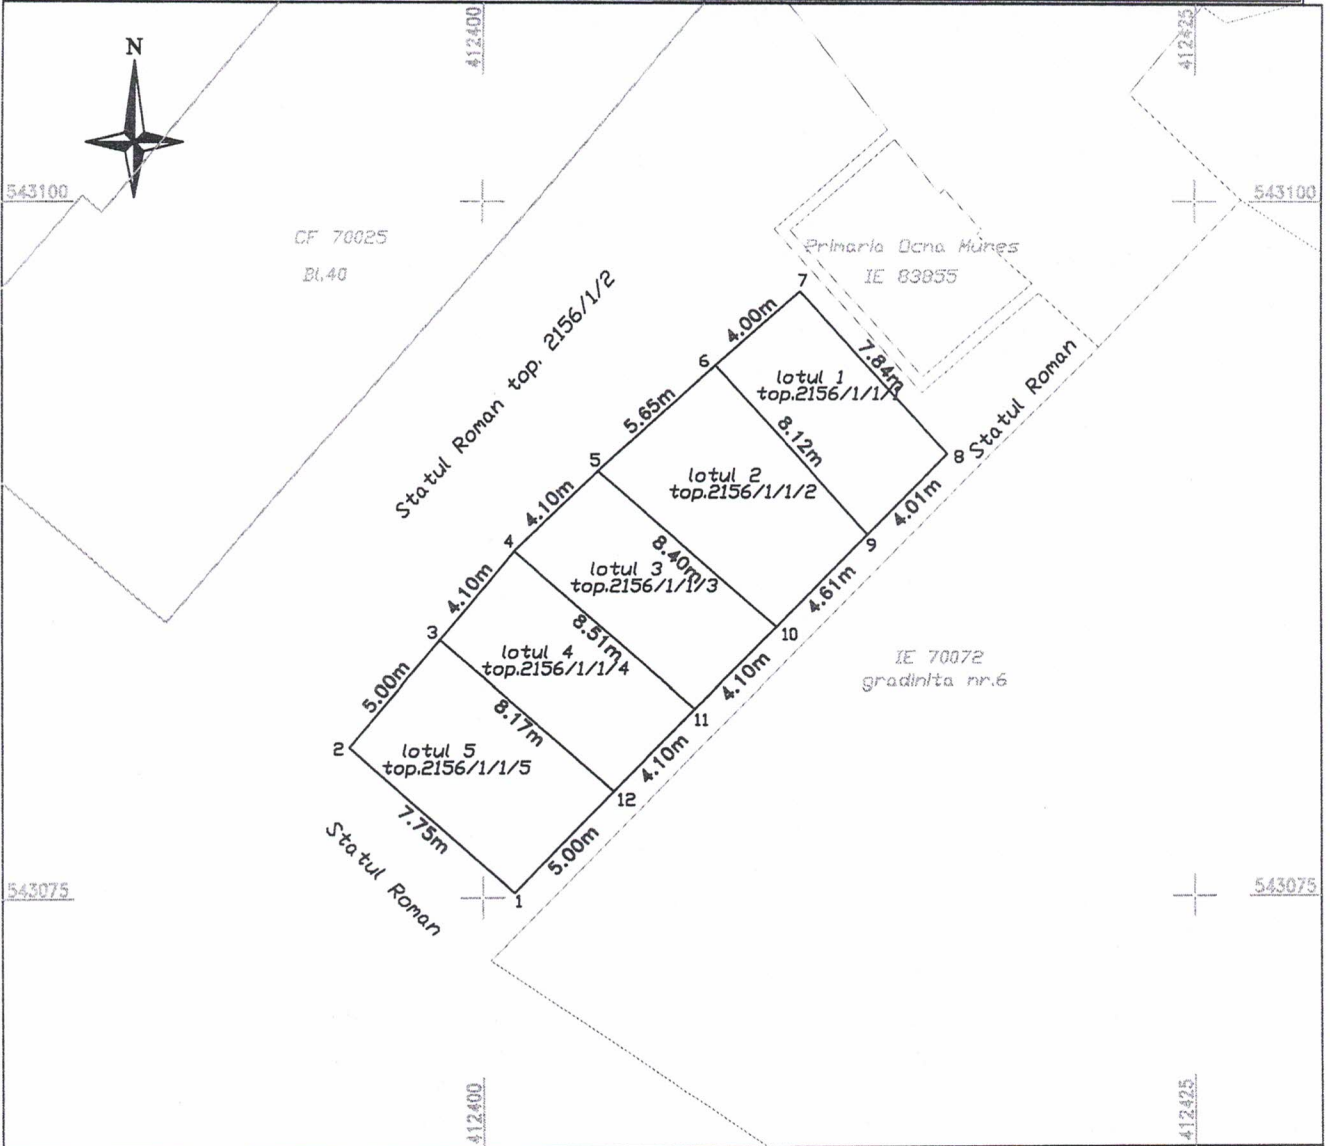 412400
412425
N
543100
543100
CF 70025
Bl.40
Primaria Ocna Mures
IE 83855
Statul Roman top. 2156/1/2
7
4.00m
6
7.84m
lotul 1
top.2156/1/1/1
5.65m
8.12m
Statul Roman
8
5
lotul 2
top.2156/1/1/2
4.10m
4.01m
4
8.40m
9
lotul 3
top.2156/1/1/3
4.10m
4.61m
3
8.51m
10
lotul 4
top.2156/1/1/4
IE 70072
gradinita nr.6
5.00m
4.10m
8.17m
11
2
lotul 5
top.2156/1/1/5
4.10m
12
7.75m
5.00m
Statul Roman
1
543075
543075
412400
412425